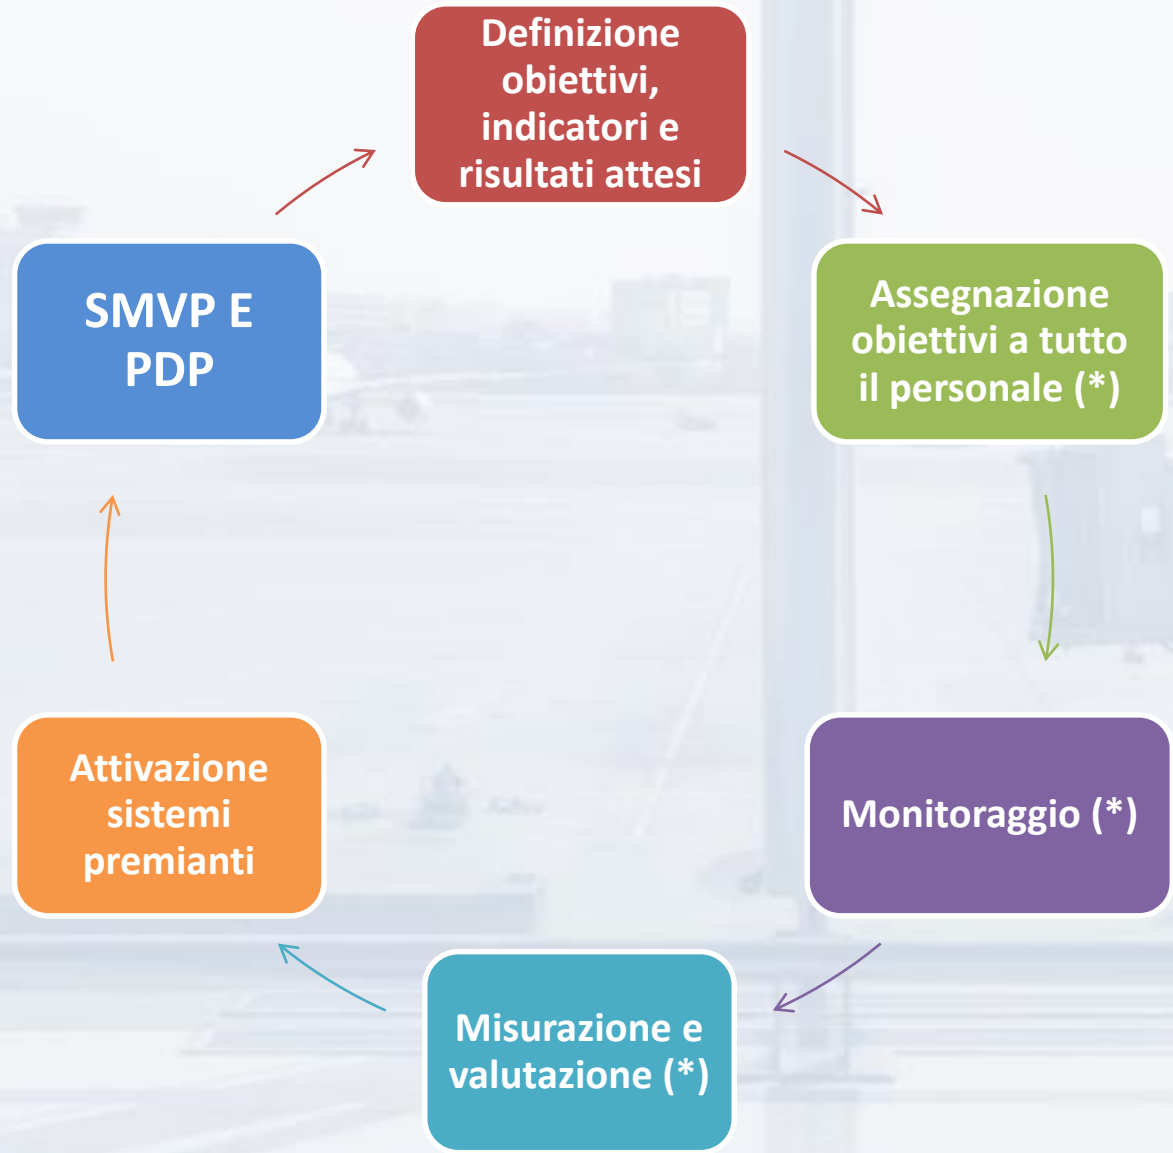 Definizione
obiettivi,
indicatori e
risultati attesi
SMVP E
PDP
Assegnazione
obiettivi a tutto
il personale (*)
Attivazione
sistemi
premianti
Monitoraggio (*)
Misurazione e
valutazione (*)